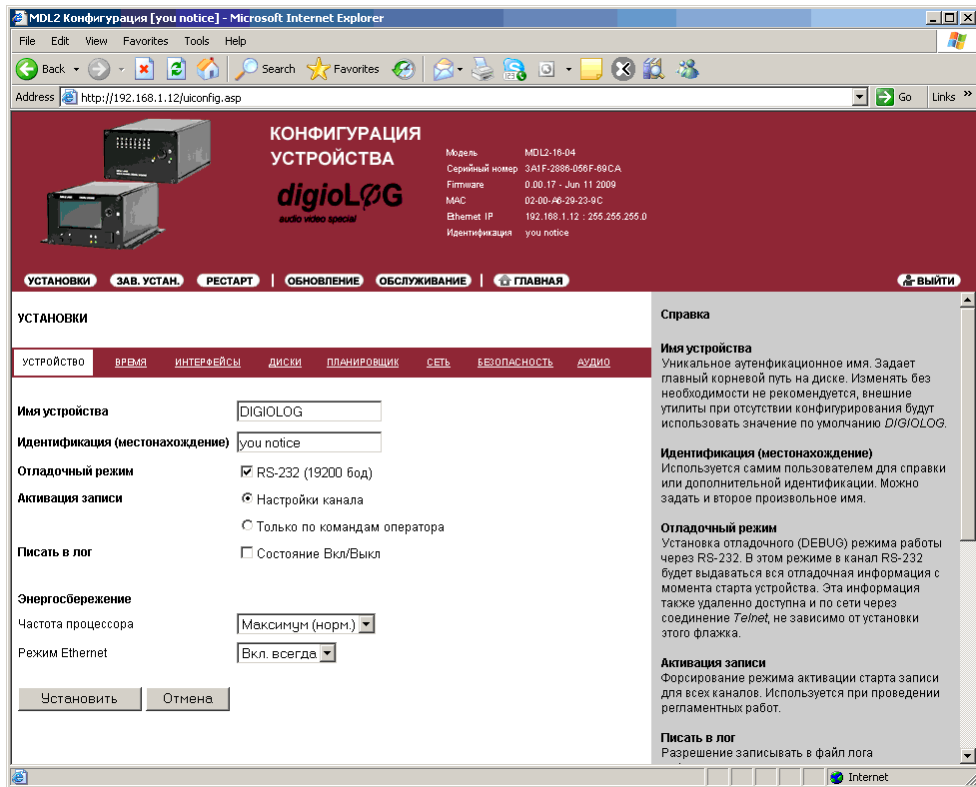 MDL2 Конфигурация [you notice] - Microsoft Internet Explorer
File Edit View Favorites Tools Help
Back Search Favorites
Address http://192.168.1.12/uiconfig.asp Go Links »
КОНФИГУРАЦИЯ
УСТРОЙСТВА
digioLØG
audio video special
Модель MDL2-16-04
Серийный номер 3A1F-2886-056F-69CA
Firmware 0.00.17 - Jun 11 2009
MAC 02-00-A6-29-23-9C
Ethernet IP 192.168.1.12 : 255.255.255.0
Идентификация you notice
УСТАНОВКИ ЗАВ. УСТАН. РЕСТАРТ | ОБНОВЛЕНИЕ ОБСЛУЖИВАНИЕ | ГЛАВНАЯ ВЫЙТИ
УСТАНОВКИ
УСТРОЙСТВО ВРЕМЯ ИНТЕРФЕЙСЫ ДИСКИ ПЛАНИРОВЩИК СЕТЬ БЕЗОПАСНОСТЬ АУДИО
Имя устройства DIGIOLOG
Идентификация (местонахождение) you notice
Отладочный режим RS-232 (19200 бод)
Активация записи Настройки канала
Только по командам оператора
Писать в лог Состояние Вкл/Выкл
Энергосбережение
Частота процессора Максимум (норм.)
Режим Ethernet Вкл. всегда
Установить Отмена
Справка
Имя устройства
Уникальное аутенфикационное имя. Задает
главный корневой путь на диске. Изменять без
необходимости не рекомендуется, внешние
утилиты при отсутствии конфигурирования будут
использовать значение по умолчанию DIGIOLOG.
Идентификация (местонахождение)
Используется самим пользователем для справки
или дополнительной идентификации. Можно
задать и второе произвольное имя.
Отладочный режим
Установка отладочного (DEBUG) режима работы
через RS-232. В этом режиме в канал RS-232
будет выдаваться вся отладочная информация с
момента старта устройства. Эта информация
также удаленно доступна и по сети через
соединение Telnet, не зависимо от установки
этого флажка.
Активация записи
Форсирование режима активации старта записи
для всех каналов. Используется при проведении
регламентных работ.
Писать в лог
Разрешение записывать в файл лога
Internet